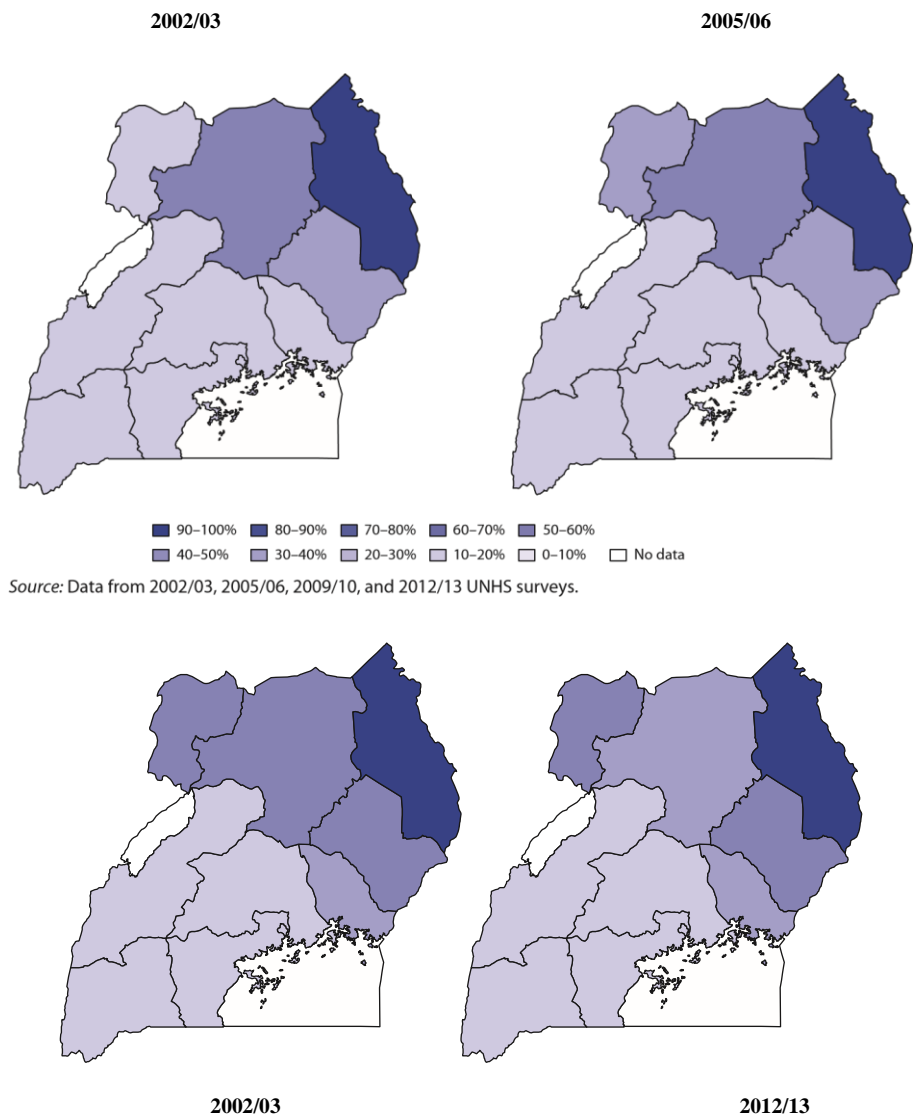 2002/03 2005/06
90–100% 80–90% 70–80% 60–70% 50–60%
40–50% 30–40% 20–30% 10–20% 0–10% No data
Source: Data from 2002/03, 2005/06, 2009/10, and 2012/13 UNHS surveys.
2002/03 2012/13